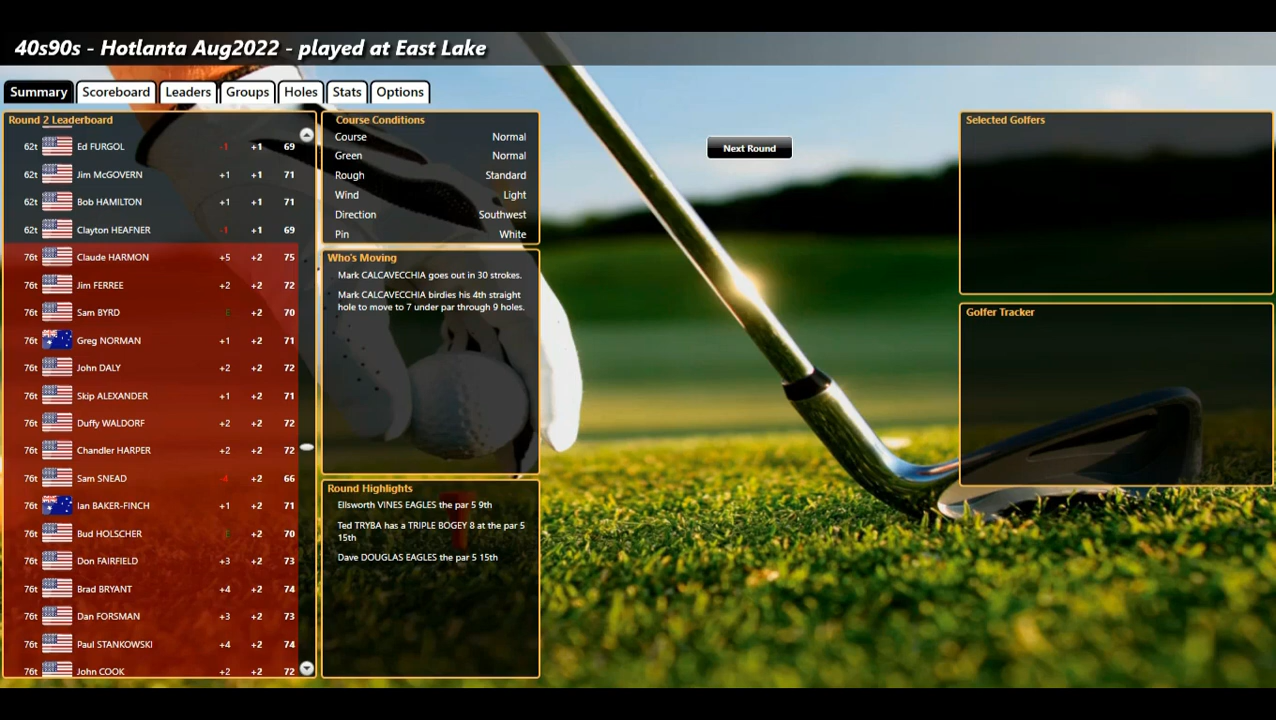 40s90s - Hotlanta Aug2022 - played at East Lake
Summary Scoreboard Leaders Groups Holes Stats Options
Round 2 Leaderboard
62t Ed FURGOL -1 +1 69
62t Jim McGOVERN +1 +1 71
62t Bob HAMILTON +1 +1 71
62t Clayton HEAFNER -1 +1 69
76t Claude HARMON +5 +2 75
76t Jim FERREE +2 +2 72
76t Sam BYRD E +2 70
76t Greg NORMAN +1 +2 71
76t John DALY +2 +2 72
76t Skip ALEXANDER +1 +2 71
76t Duffy WALDORF +2 +2 72
76t Chandler HARPER +2 +2 72
76t Sam SNEAD -4 +2 66
76t Ian BAKER-FINCH +1 +2 71
76t Bud HOLSCHER E +2 70
76t Don FAIRFIELD +3 +2 73
76t Brad BRYANT +4 +2 74
76t Dan FORSMAN +3 +2 73
76t Paul STANKOWSKI +4 +2 74
76t John COOK +2 +2 72
Course Conditions
Course Normal
Green Normal
Rough Standard
Wind Light
Direction Southwest
Pin White
Who's Moving
Mark CALCAVECCHIA goes out in 30 strokes.
Mark CALCAVECCHIA birdies his 4th straight
hole to move to 7 under par through 9 holes.
Round Highlights
Ellsworth VINES EAGLES the par 5 9th
Ted TRYBA has a TRIPLE BOGEY 8 at the par 5
15th
Dave DOUGLAS EAGLES the par 5 15th
Next Round
Selected Golfers
Golfer Tracker